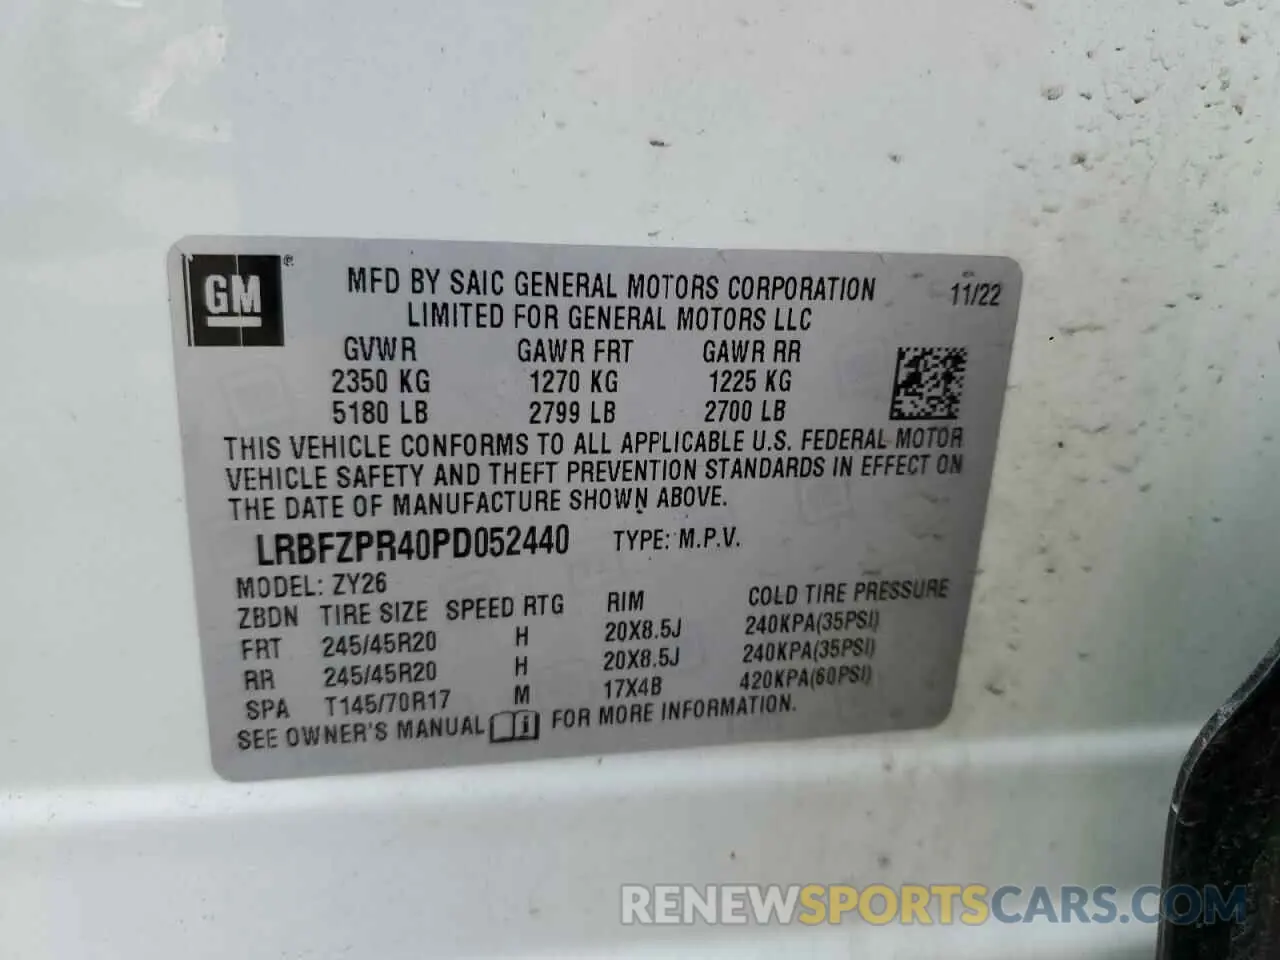 GM ®
MFD BY SAIC GENERAL MOTORS CORPORATION 11/22
LIMITED FOR GENERAL MOTORS LLC
GVWR GAWR FRT GAWR RR
2350 KG 1270 KG 1225 KG
5180 LB 2799 LB 2700 LB
THIS VEHICLE CONFORMS TO ALL APPLICABLE U.S. FEDERAL MOTOR
VEHICLE SAFETY AND THEFT PREVENTION STANDARDS IN EFFECT ON
THE DATE OF MANUFACTURE SHOWN ABOVE.
LRBFZPR40PD052440 TYPE: M.P.V.
MODEL: ZY26
ZBDN TIRE SIZE SPEED RTG RIM COLD TIRE PRESSURE
FRT 245/45R20 H 20X8.5J 240KPA(35PSI)
RR 245/45R20 H 20X8.5J 240KPA(35PSI)
SPA T145/70R17 M 17X4B 420KPA(60PSI)
SEE OWNER'S MANUAL FOR MORE INFORMATION.
RENEWSPORTSCARS.COM